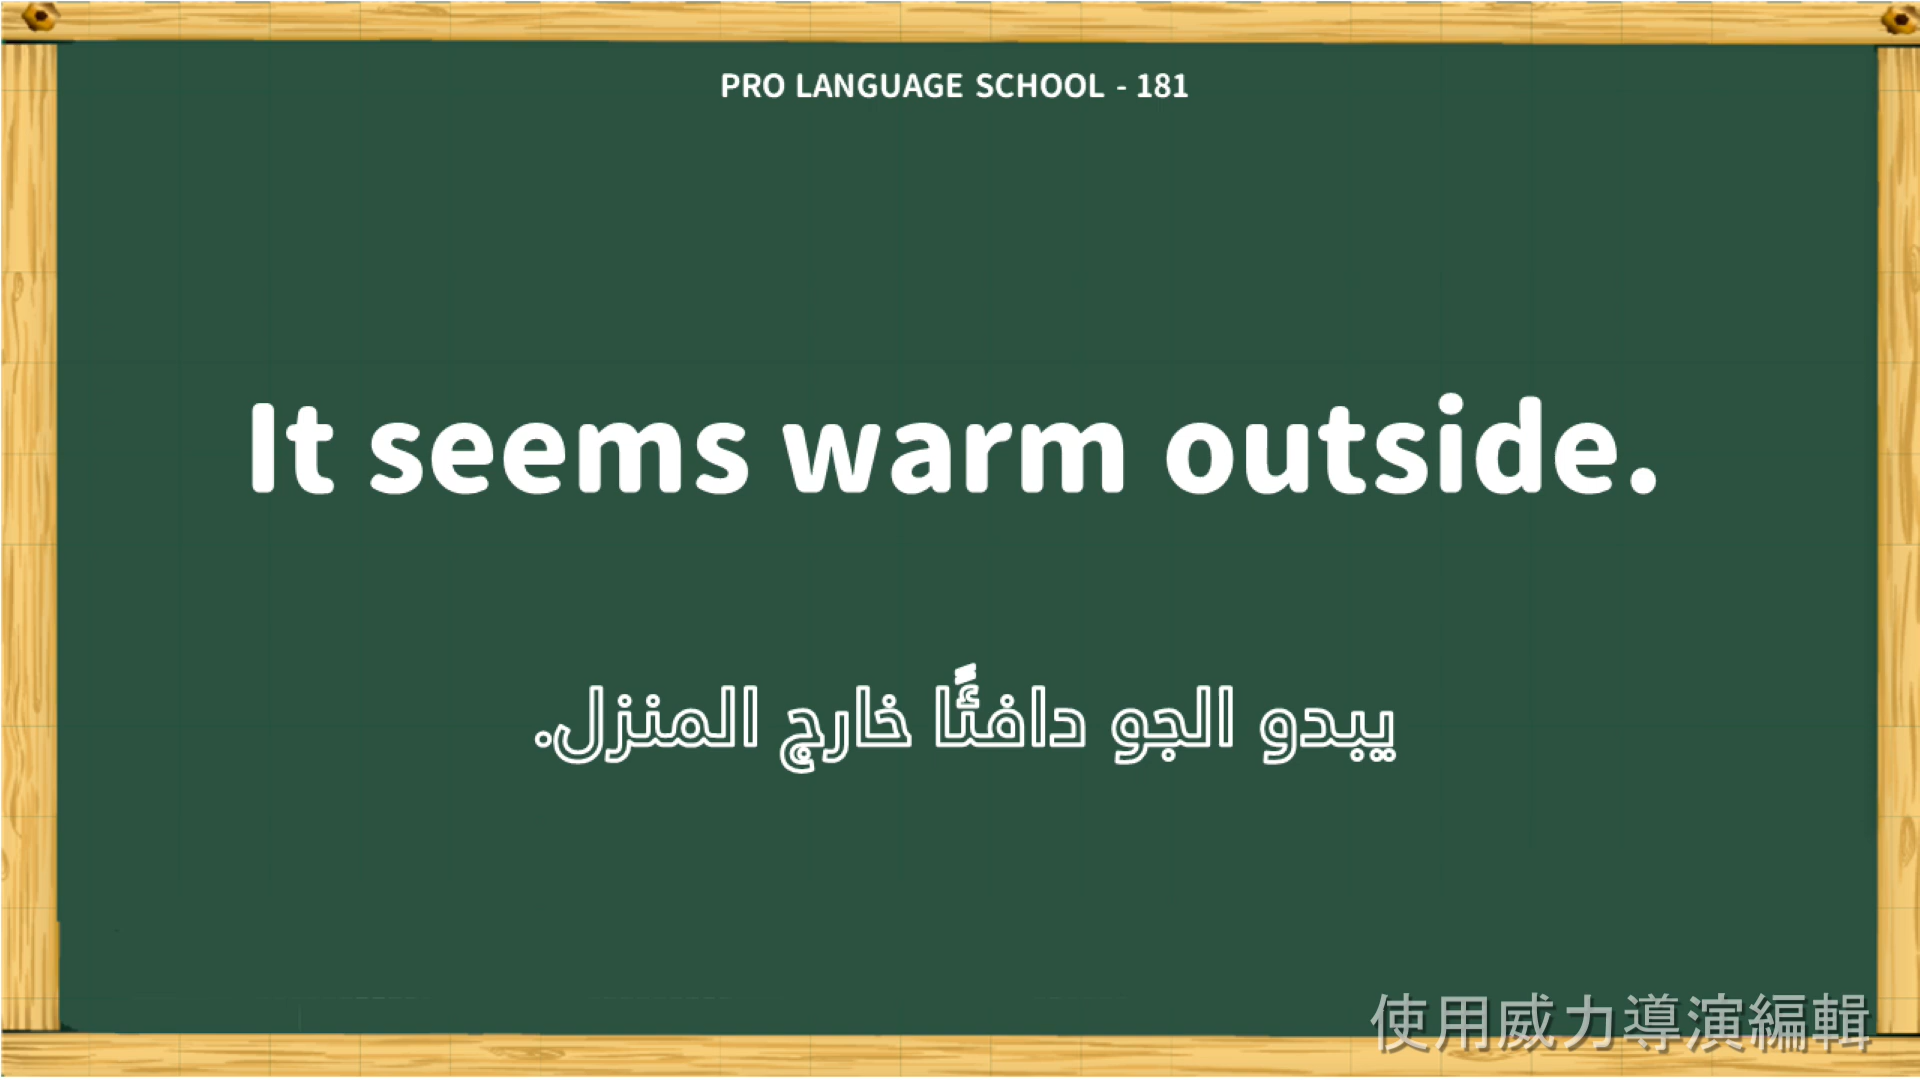 PRO LANGUAGE SCHOOL - 181
It seems warm outside.
يبدو الجو دافئًا خارج المنزل.
使用威力導演編輯